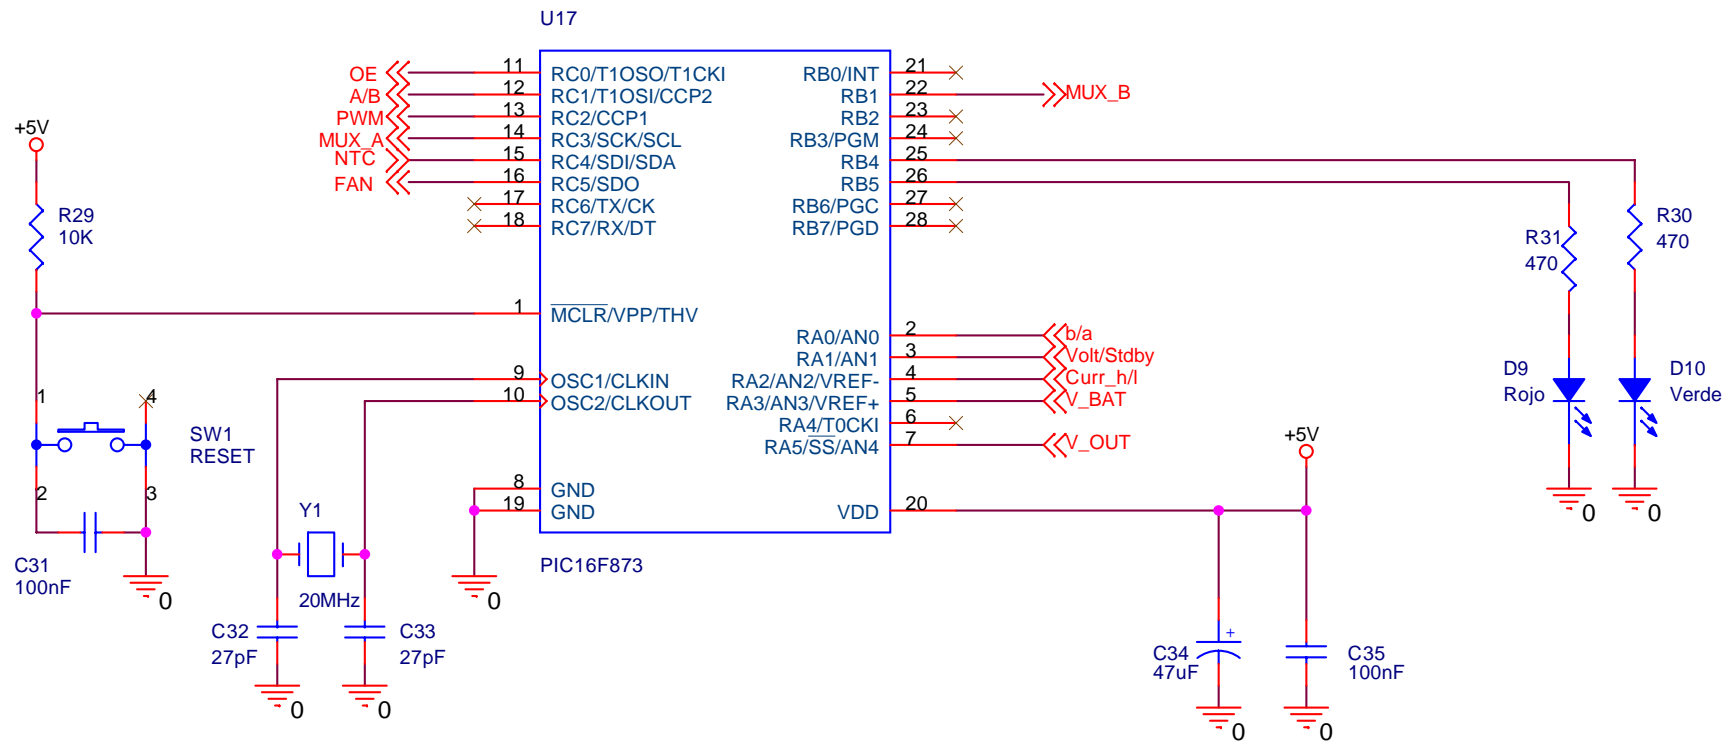 U17
OE
11
RC0/T1OSO/T1CKI
RB0/INT
21
A/B
12
RC1/T1OSI/CCP2
RB1
22
MUX_B
PWM
13
RC2/CCP1
RB2
23
MUX_A
14
RC3/SCK/SCL
RB3/PGM
24
NTC
15
RC4/SDI/SDA
RB4
25
FAN
16
RC5/SDO
RB5
26
17
RC6/TX/CK
RB6/PGC
27
18
RC7/RX/DT
RB7/PGD
28
+5V
R29
10K
R31
470
R30
470
1
MCLR/VPP/THV
RA0/AN0
2
b/a
RA1/AN1
3
Volt/Stdby
9
OSC1/CLKIN
RA2/AN2/VREF-
4
Curr_h/l
10
OSC2/CLKOUT
RA3/AN3/VREF+
5
V_BAT
RA4/T0CKI
6
RA5/SS/AN4
7
V_OUT
D9
Rojo
D10
Verde
1
4
SW1
RESET
2
3
8
GND
19
GND
VDD
20
+5V
0
0
C31
100nF
0
Y1
20MHz
0
PIC16F873
C32
27pF
C33
27pF
0
0
+
C34
47uF
C35
100nF
0
0